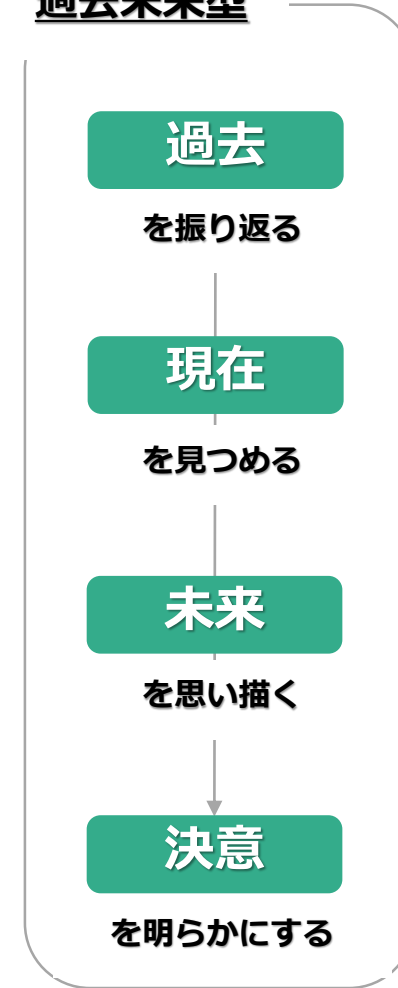 過去未来型
過去
を振り返る
現在
を見つめる
未来
を思い描く
決意
を明らかにする